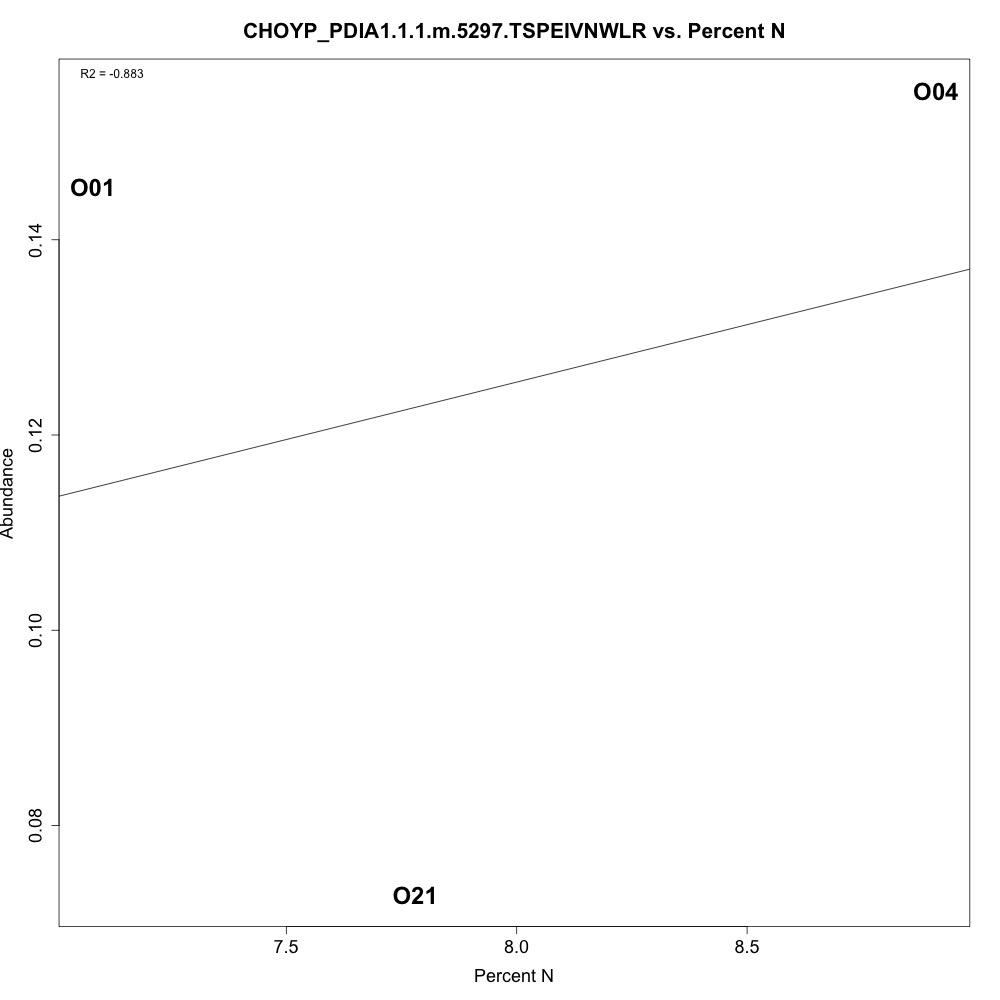 CHOYP_PDIA1.1.1.m.5297.TSPEIVNWLR vs. Percent N
R2 = -0.883
O04
O01
0.14
0.12
Abundance
0.10
0.08
O21
7.5 8.0 8.5
Percent N